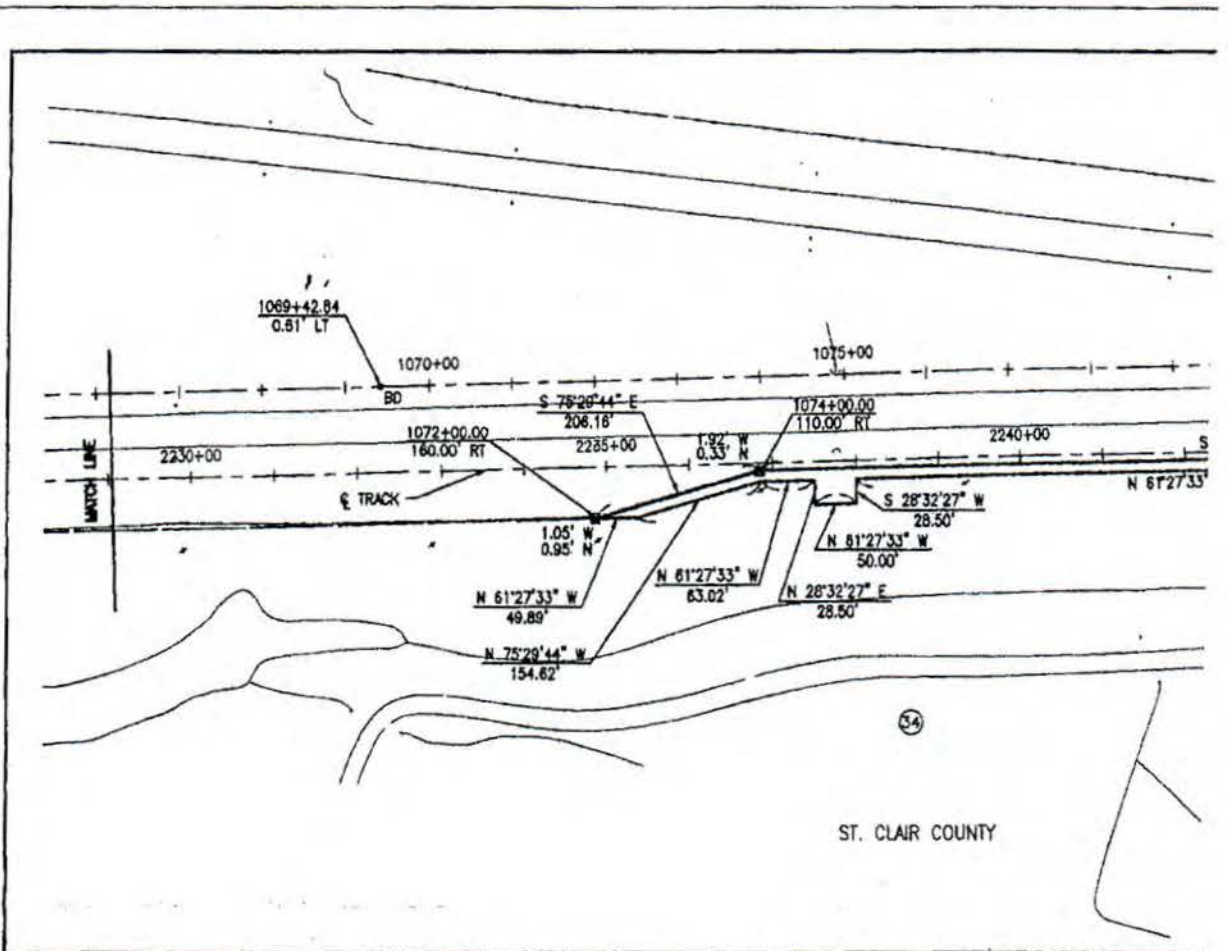 1069+42.84
0.61' LT
1070+00
1075+00
BD
S 75°29'44" E
206.16'
1074+00.00
110.00' RT
1072+00.00
160.00' RT
2235+00
1.92' W
0.33' N
2240+00
MATCH LINE
2230+00
S
℄ TRACK
N 61°27'33"
S 28°32'27" W
28.50'
1.05' W
0.95' N
N 61°27'33" W
50.00'
N 61°27'33" W
63.02'
N 28°32'27" E
28.50'
N 61°27'33" W
49.89'
N 75°29'44" W
154.62'
34
ST. CLAIR COUNTY